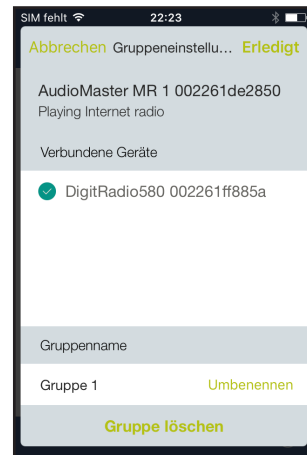 SIM fehlt 22:23
Abbrechen Gruppeneinstellu... Erledigt
AudioMaster MR 1 002261de2850
Playing Internet radio
Verbundene Geräte
DigitRadio580 002261ff885a
Gruppenname
Gruppe 1 Umbenennen
Gruppe löschen